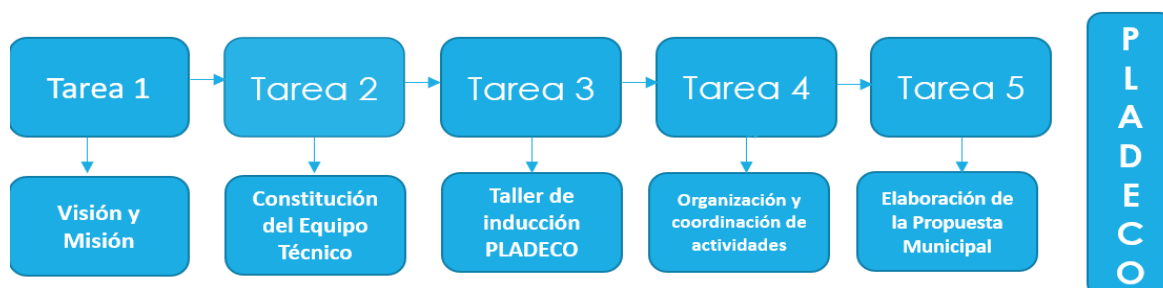 Tarea 1
Tarea 2
Tarea 3
Tarea 4
Tarea 5
Visión y
Misión
Constitución
del Equipo
Técnico
Taller de
inducción
PLADECO
Organización y
coordinación de
actividades
Elaboración de
la Propuesta
Municipal
P
L
A
D
E
C
O